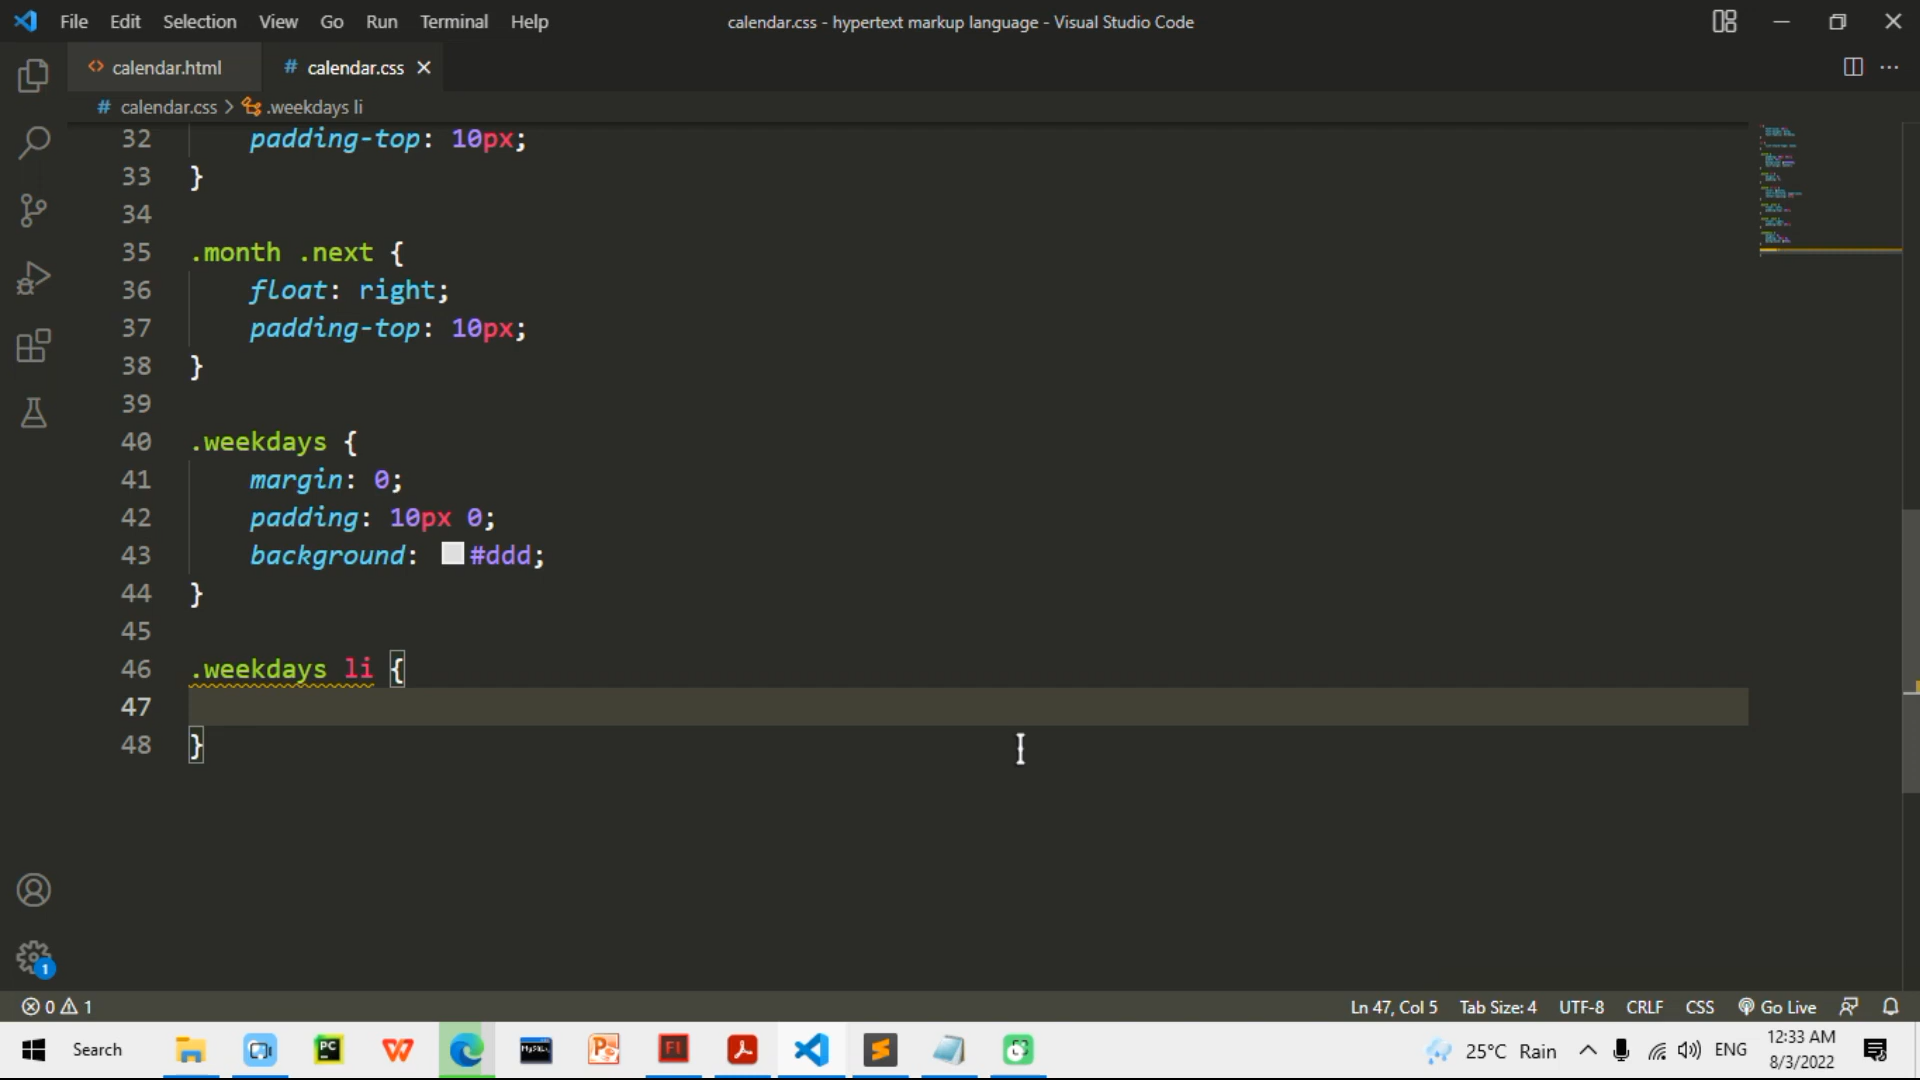 File Edit Selection View Go Run Terminal Help
calendar.css - hypertext markup language - Visual Studio Code
calendar.html
# calendar.css
# calendar.css > .weekdays li
32 padding-top: 10px;
33 }
34
35 .month .next {
36 float: right;
37 padding-top: 10px;
38 }
39
40 .weekdays {
41 margin: 0;
42 padding: 10px 0;
43 background: #ddd;
44 }
45
46 .weekdays li {
47
48 }
1
0 1
Ln 47, Col 5 Tab Size: 4 UTF-8 CRLF CSS Go Live
Search
PC
MySQL
Fl
25°C Rain
ENG
12:33 AM
8/3/2022